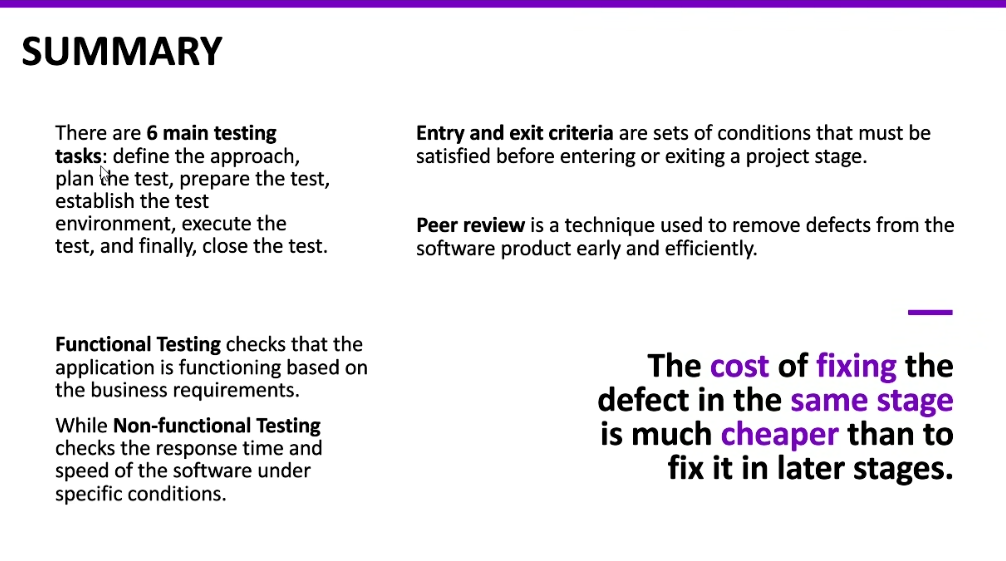 SUMMARY
There are 6 main testing
tasks: define the approach,
plan the test, prepare the test,
establish the test
environment, execute the
test, and finally, close the test.
Entry and exit criteria are sets of conditions that must be
satisfied before entering or exiting a project stage.
Peer review is a technique used to remove defects from the
software product early and efficiently.
Functional Testing checks that the
application is functioning based on
the business requirements.
While Non-functional Testing
checks the response time and
speed of the software under
specific conditions.
The cost of fixing the
defect in the same stage
is much cheaper than to
fix it in later stages.